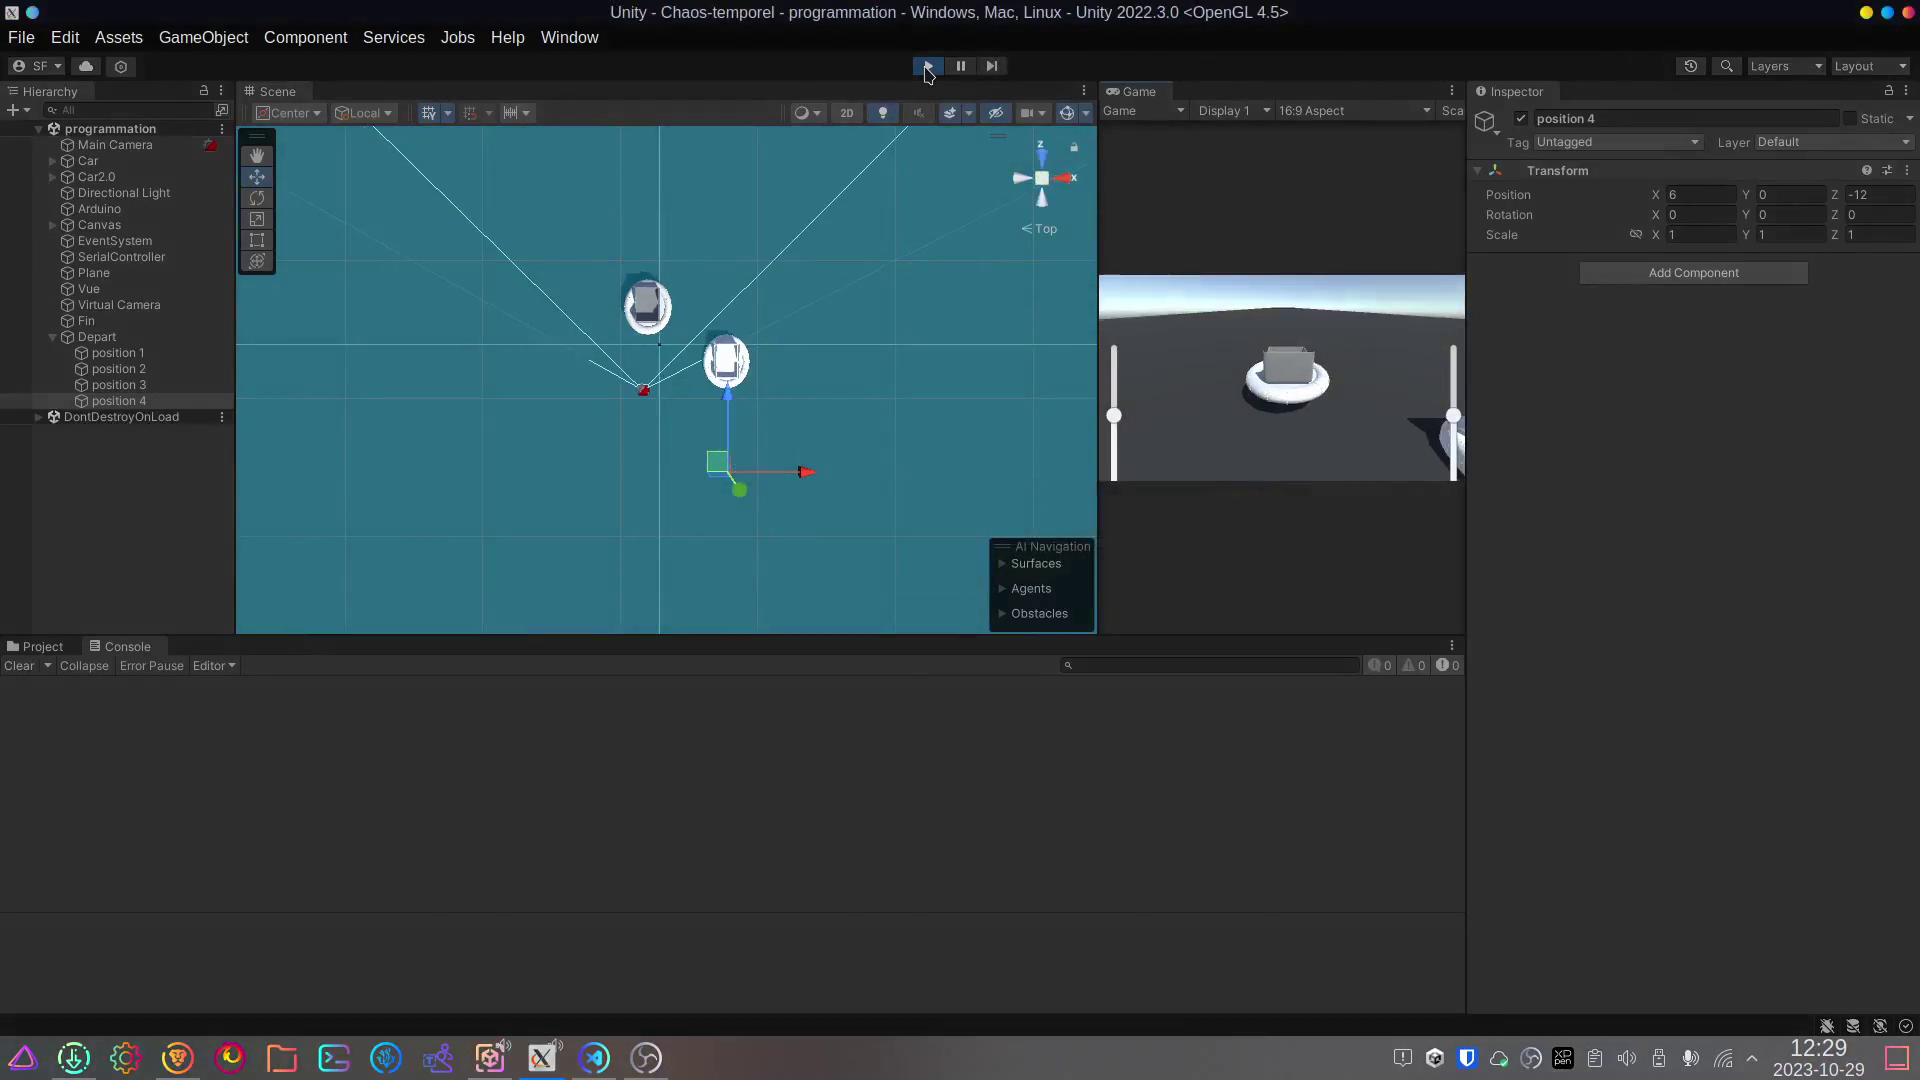 Unity - Chaos-temporel - programmation - Windows, Mac, Linux - Unity 2022.3.0 <OpenGL 4.5>
File Edit Assets GameObject Component Services Jobs Help Window
SF Layers Layout
Hierarchy
All
programmation
Main Camera
Car
Car2.0
Directional Light
Arduino
Canvas
EventSystem
SerialController
Plane
Vue
Virtual Camera
Fin
Depart
position 1
position 2
position 3
position 4
DontDestroyOnLoad
Scene
Center Local 2D
z
x
Top
AI Navigation
Surfaces
Agents
Obstacles
Game
Game Display 1 16:9 Aspect Sca
Inspector
position 4 Static
Tag Untagged Layer Default
Transform
Position X 6 Y 0 Z -12
Rotation X 0 Y 0 Z 0
Scale X 1 Y 1 Z 1
Add Component
Project Console
Clear Collapse Error Pause Editor 0 0 0
XP PEN
12:29
2023-10-29